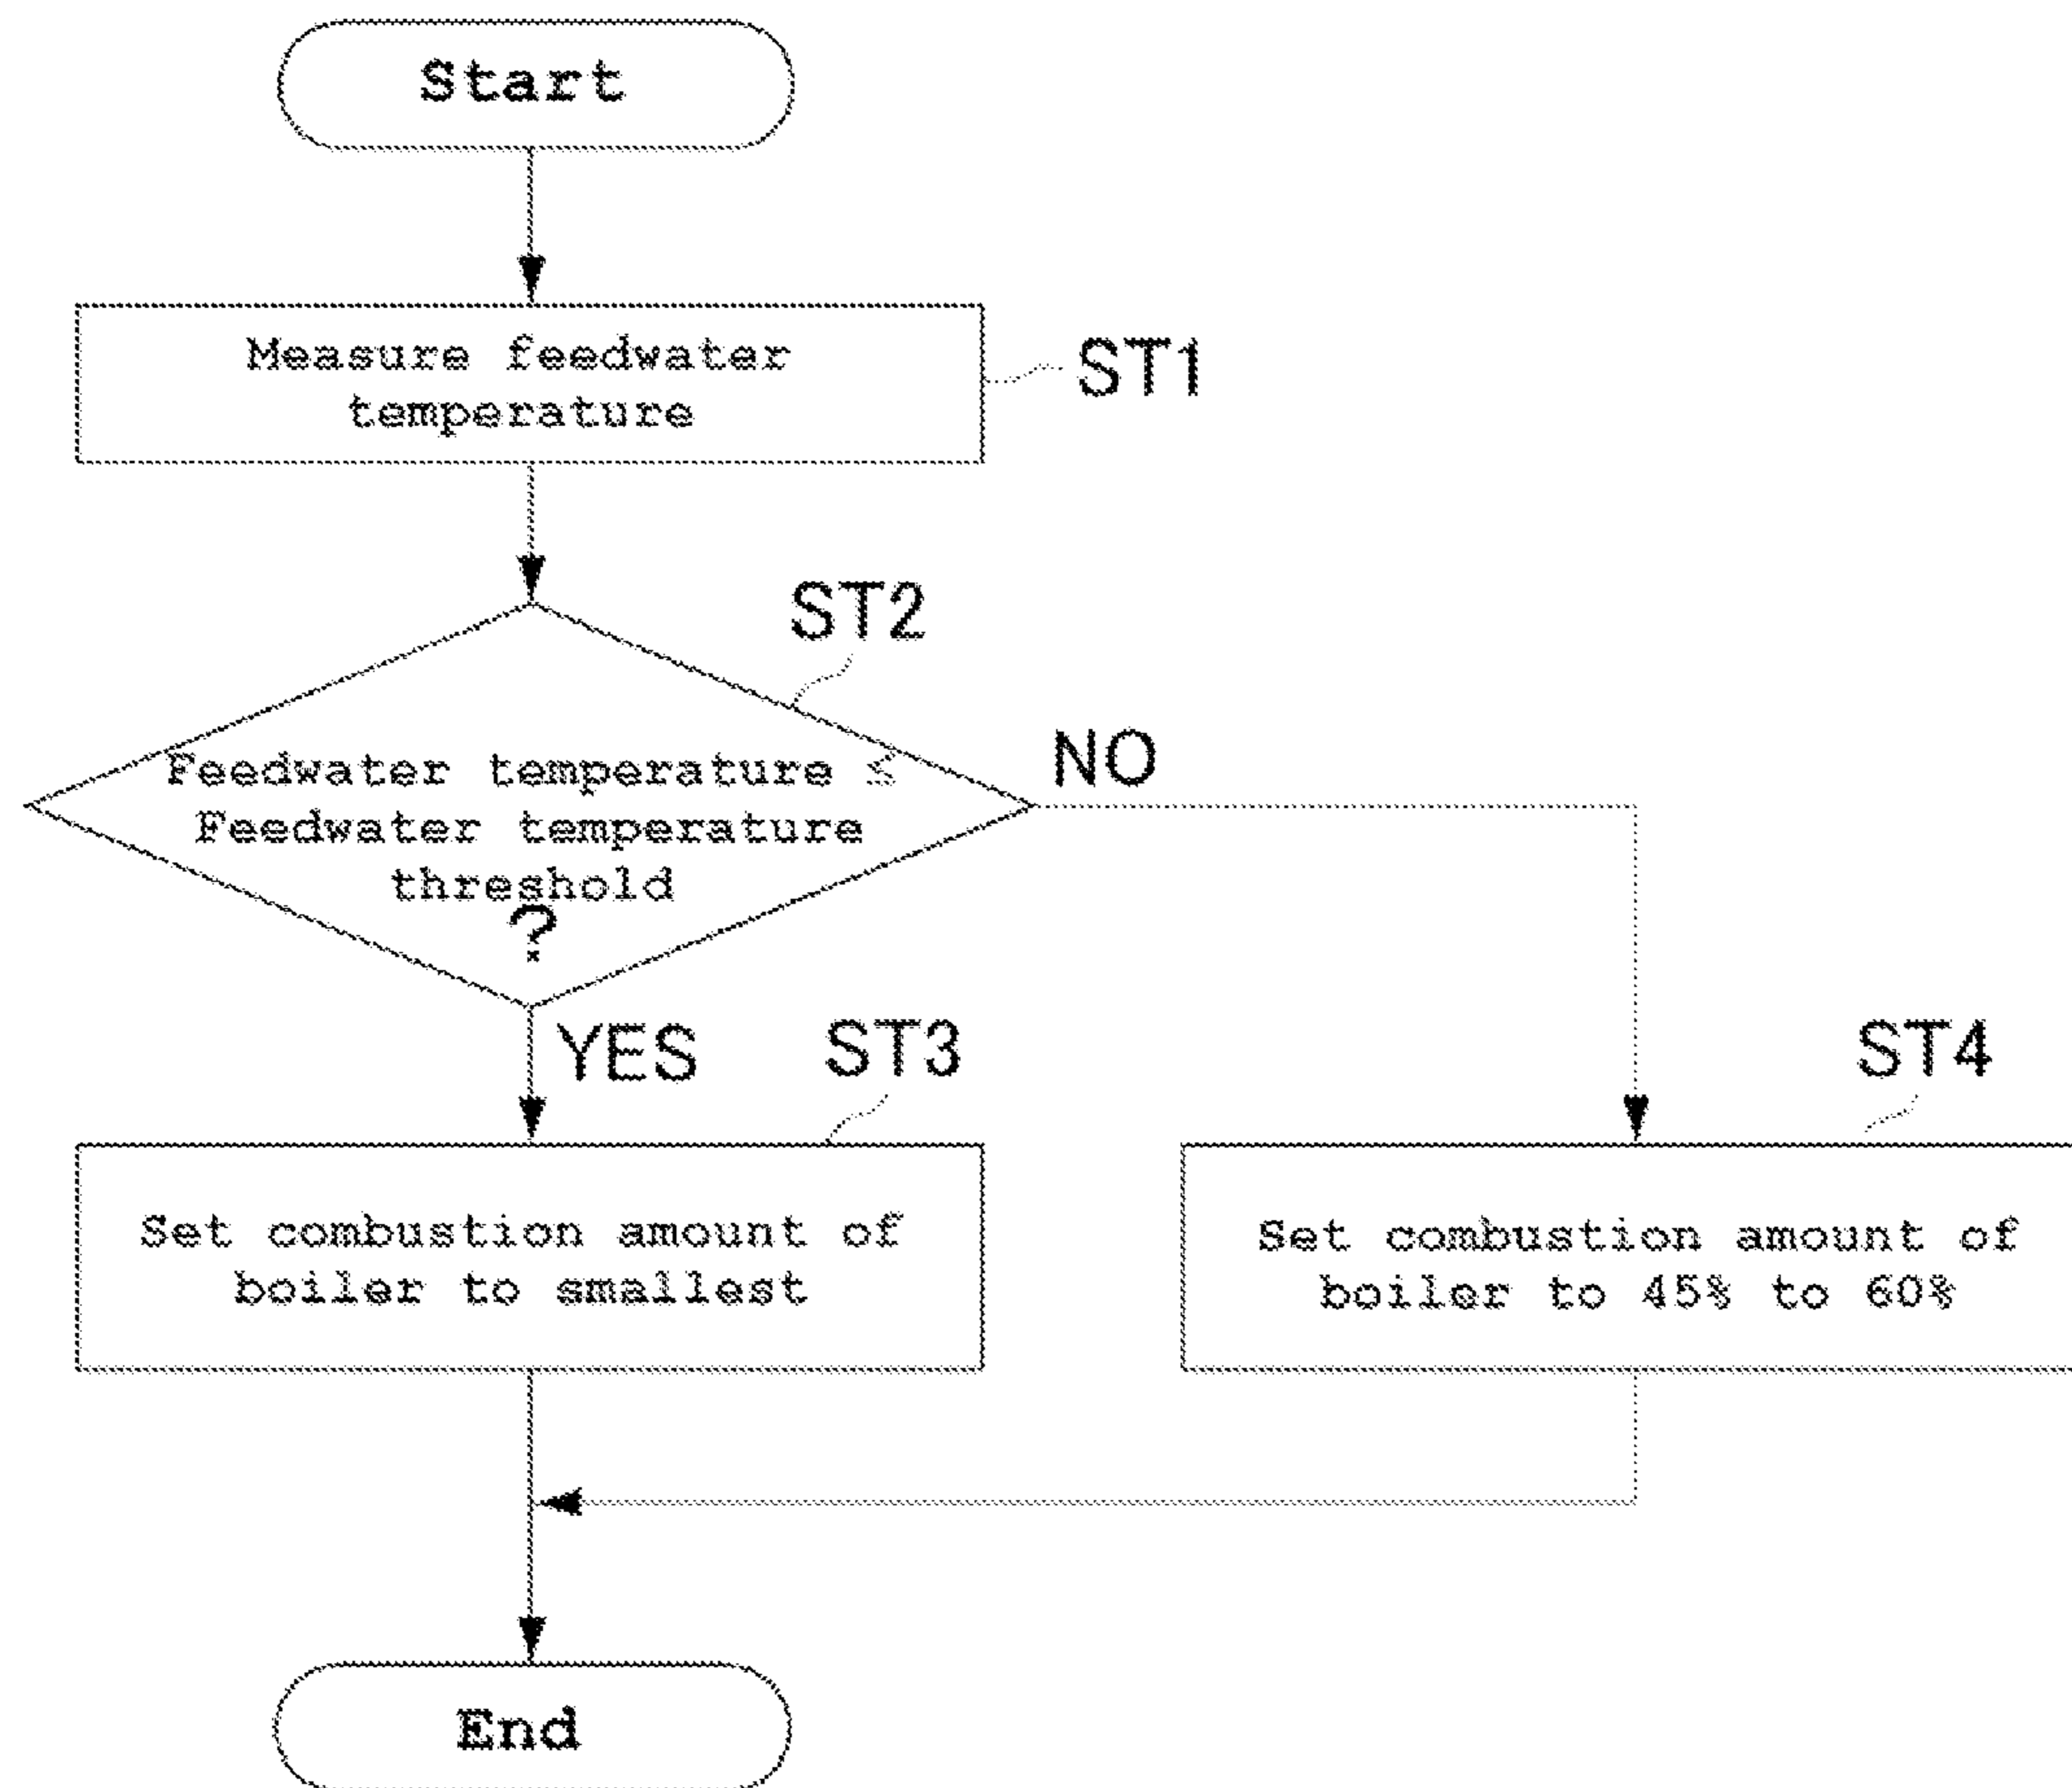 Start
Measure feedwater
temperature
ST1
ST2
Feedwater temperature ≤
Feedwater temperature
threshold
?
NO
YES
ST3
ST4
Set combustion amount of
boiler to smallest
Set combustion amount of
boiler to 45% to 60%
End